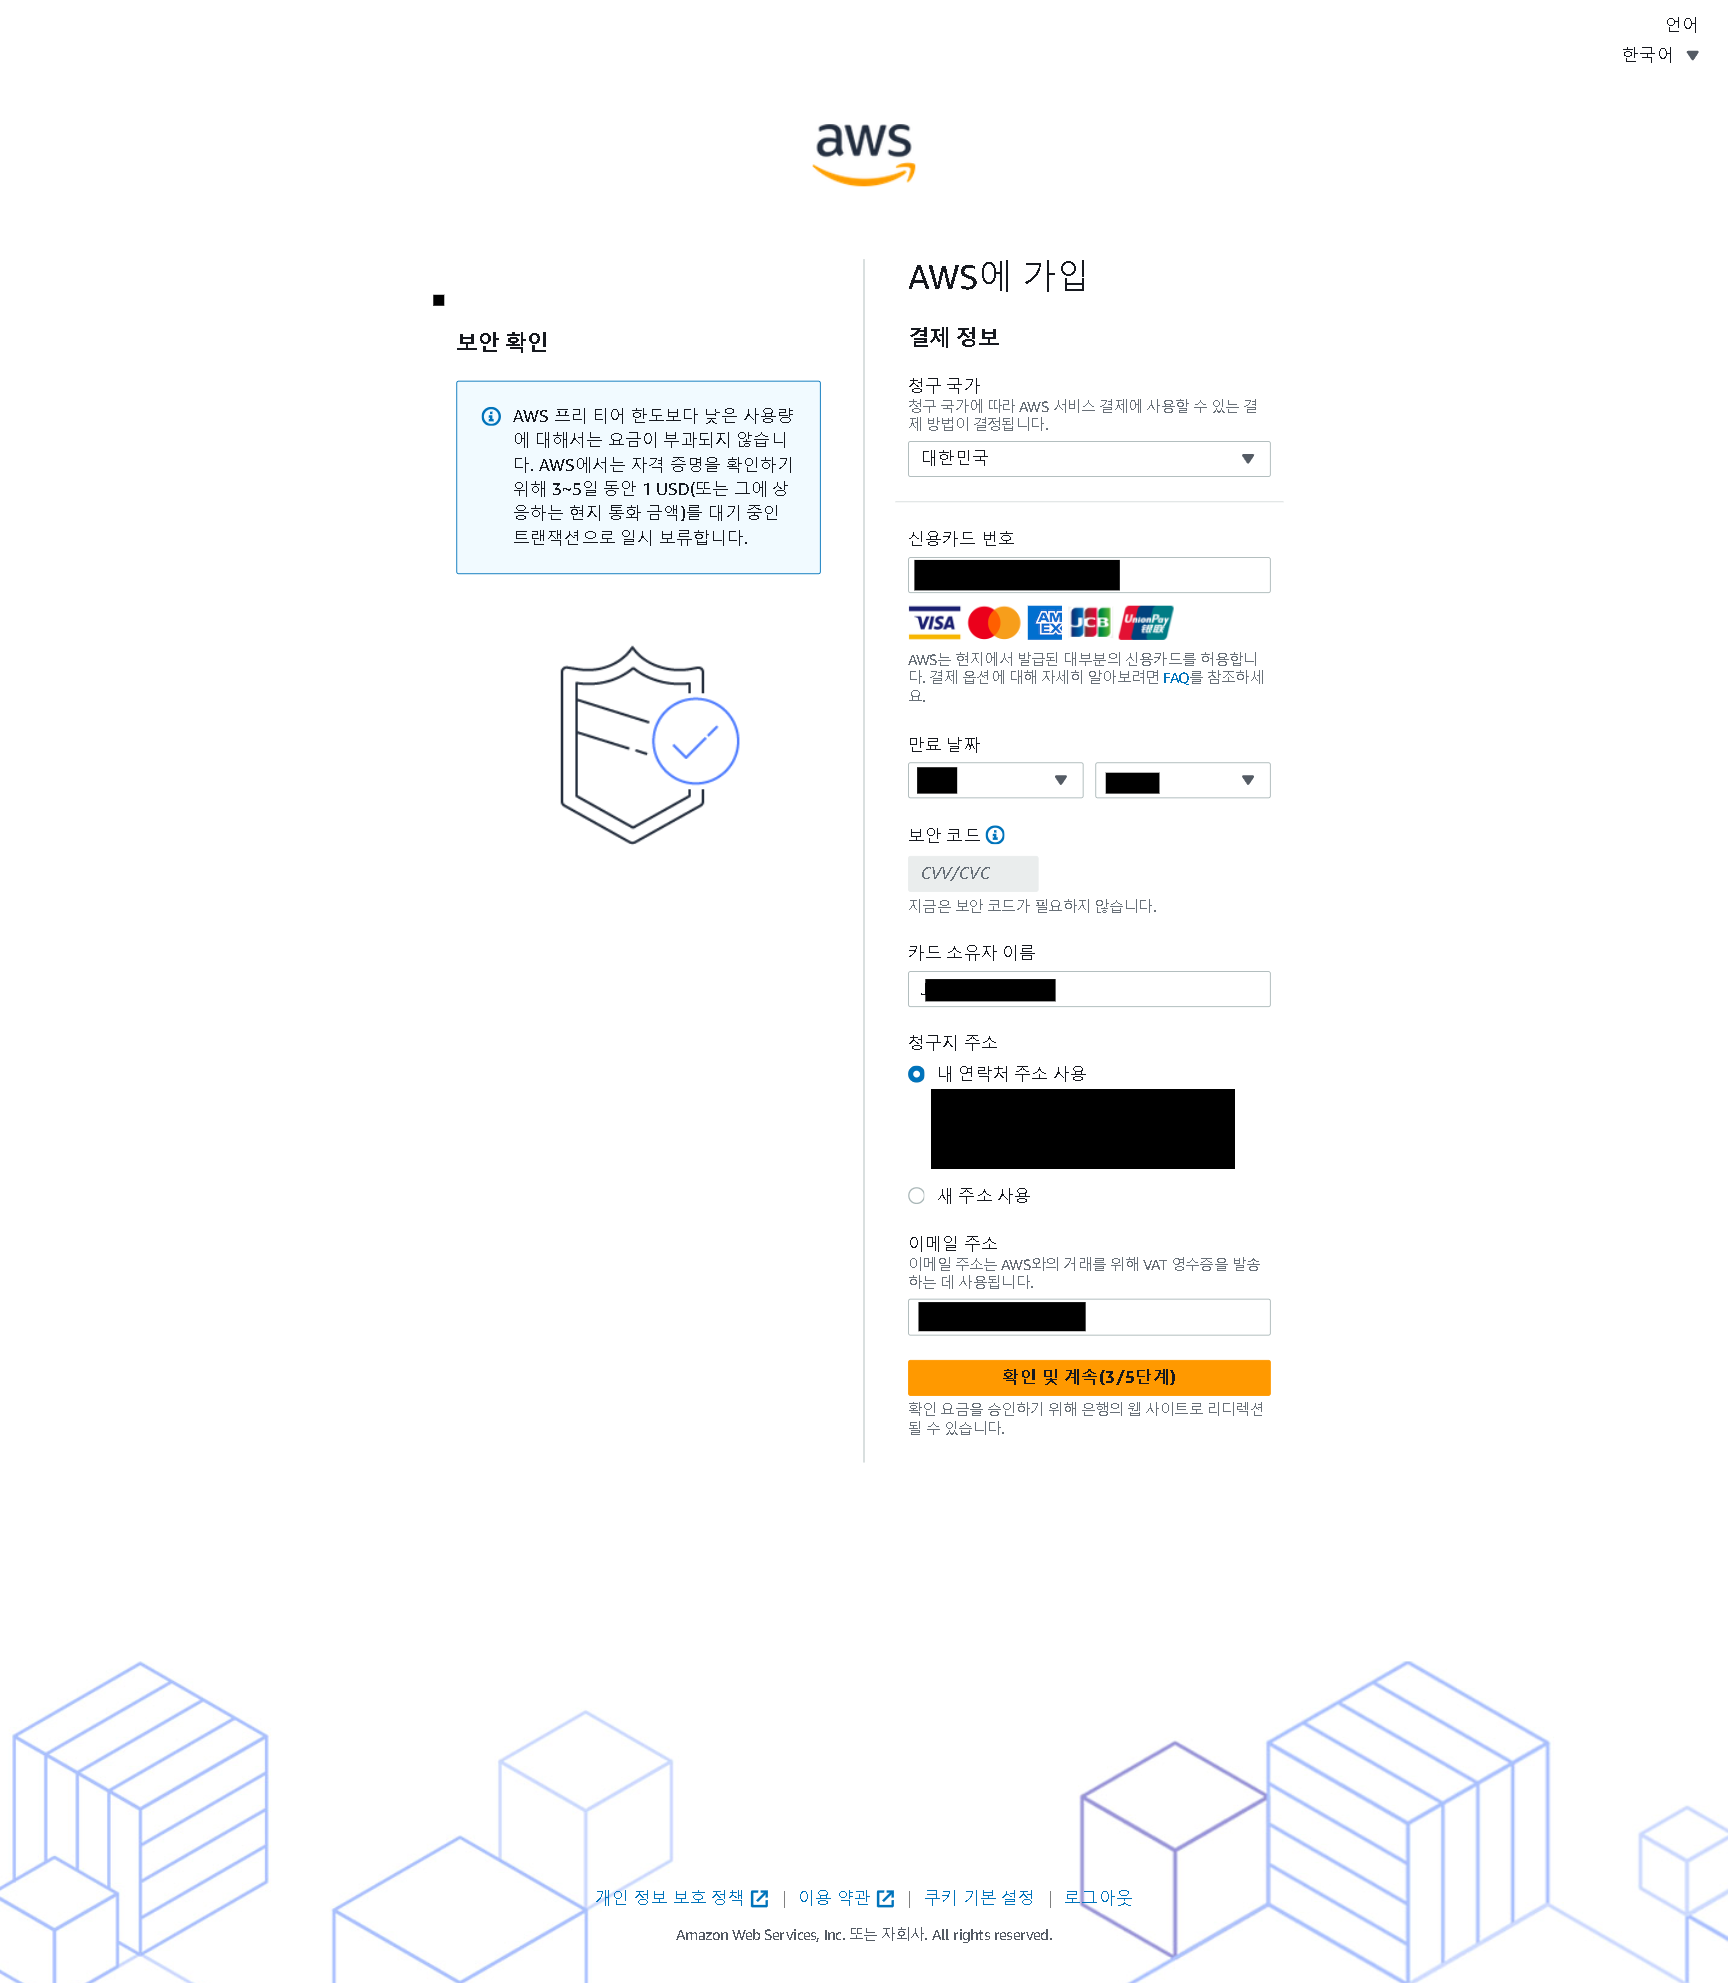 언어
한국어
aws
보안 확인
AWS 프리 티어 한도보다 낮은 사용량
에 대해서는 요금이 부과되지 않습니
다. AWS에서는 자격 증명을 확인하기
위해 3~5일 동안 1 USD(또는 그에 상
응하는 현지 통화 금액)를 대기 중인
트랜잭션으로 일시 보류합니다.
AWS에 가입
결제 정보
청구 국가
청구 국가에 따라 AWS 서비스 결제에 사용할 수 있는 결
제 방법이 결정됩니다.
대한민국
신용카드 번호
VISA AMEX JCB UnionPay 银联
AWS는 현지에서 발급된 대부분의 신용카드를 허용합니
다. 결제 옵션에 대해 자세히 알아보려면 FAQ를 참조하세
요.
만료 날짜
보안 코드
CVV/CVC
지금은 보안 코드가 필요하지 않습니다.
카드 소유자 이름
청구지 주소
내 연락처 주소 사용
새 주소 사용
이메일 주소
이메일 주소는 AWS와의 거래를 위해 VAT 영수증을 발송
하는 데 사용됩니다.
확인 및 계속(3/5단계)
확인 요금을 승인하기 위해 은행의 웹 사이트로 리디렉션
될 수 있습니다.
개인 정보 보호 정책 | 이용 약관 | 쿠키 기본 설정 | 로그아웃
Amazon Web Services, Inc. 또는 자회사. All rights reserved.